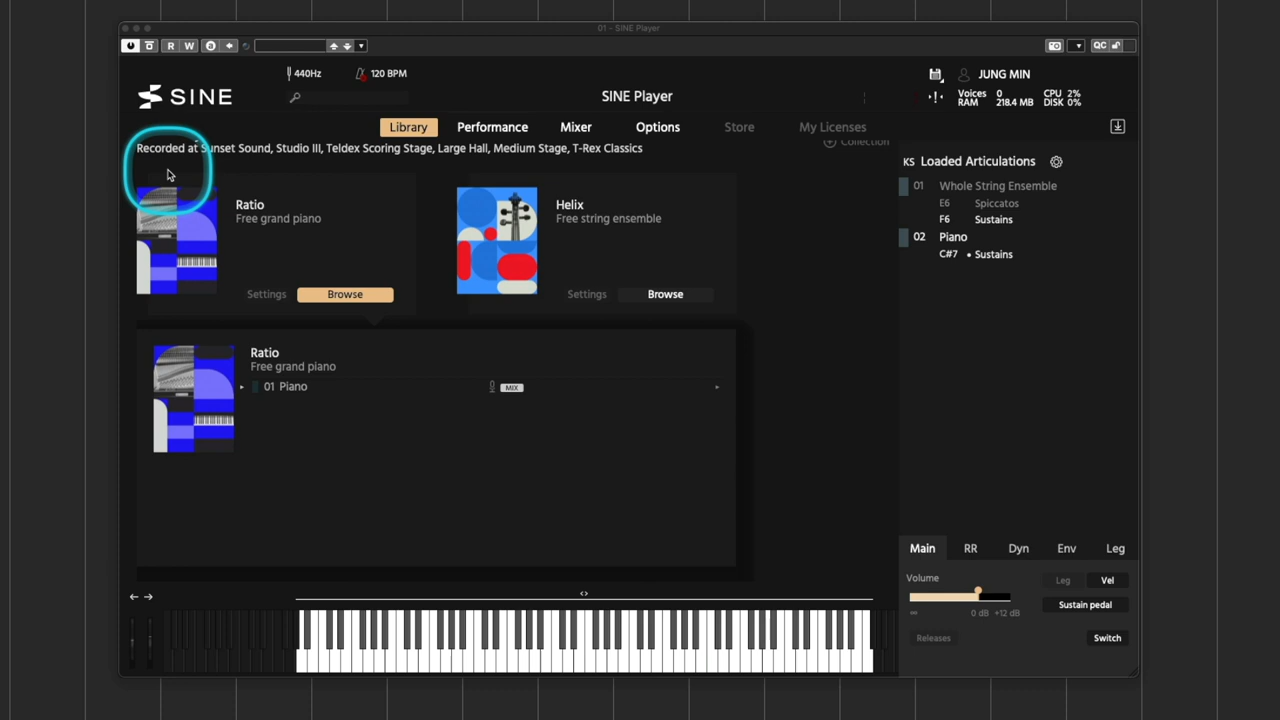 01 - SINE Player
R W a QC
SINE
440Hz 120 BPM
SINE Player
JUNG MIN
Voices 0 CPU 2%
RAM 218.4 MB DISK 0%
Library Performance Mixer Options Store My Licenses
Recorded at Sunset Sound, Studio III, Teldex Scoring Stage, Large Hall, Medium Stage, T-Rex Classics
Collection
Ratio
Free grand piano
Settings Browse
Helix
Free string ensemble
Settings Browse
Ratio
Free grand piano
01 Piano MIX
KS Loaded Articulations
01 Whole String Ensemble
E6 Spiccatos
F6 Sustains
02 Piano
C#7 • Sustains
Main RR Dyn Env Leg
Volume
Leg Vel
∞ 0 dB +12 dB
Sustain pedal
Releases Switch